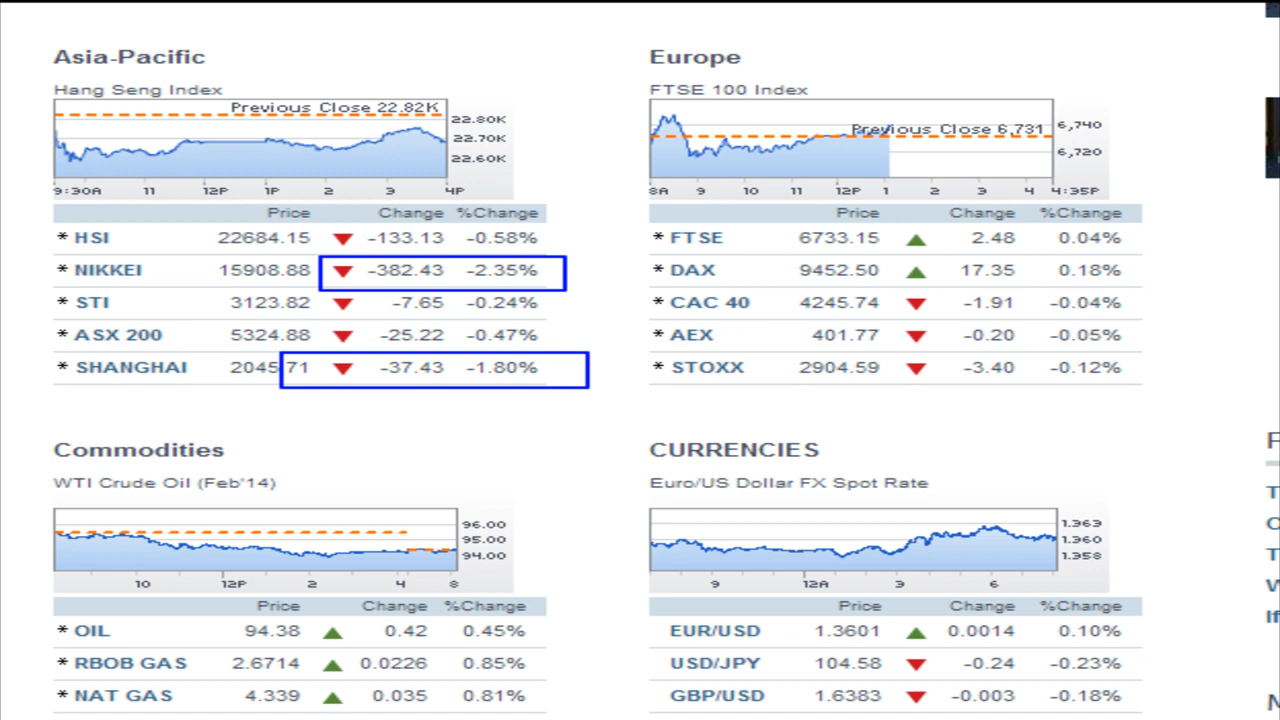 Asia-Pacific
Hang Seng Index
Previous Close 22.82K
22.80K
22.70K
22.60K
9:30A 11 12P 1P 2 3 4P
Price Change %Change
* HSI 22684.15 -133.13 -0.58%
* NIKKEI 15908.88 -382.43 -2.35%
* STI 3123.82 -7.65 -0.24%
* ASX 200 5324.88 -25.22 -0.47%
* SHANGHAI 2045.71 -37.43 -1.80%
Europe
FTSE 100 Index
Previous Close 6,731
6,740
6,720
8A 9 10 11 12P 1 2 3 4 4:35P
Price Change %Change
* FTSE 6733.15 2.48 0.04%
* DAX 9452.50 17.35 0.18%
* CAC 40 4245.74 -1.91 -0.04%
* AEX 401.77 -0.20 -0.05%
* STOXX 2904.59 -3.40 -0.12%
Commodities
WTI Crude Oil (Feb'14)
96.00
95.00
94.00
10 12P 2 4 8
Price Change %Change
* OIL 94.38 0.42 0.45%
* RBOB GAS 2.6714 0.0226 0.85%
* NAT GAS 4.339 0.035 0.81%
CURRENCIES
Euro/US Dollar FX Spot Rate
1.363
1.360
1.358
9 12A 3 6
Price Change %Change
EUR/USD 1.3601 0.0014 0.10%
USD/JPY 104.58 -0.24 -0.23%
GBP/USD 1.6383 -0.003 -0.18%